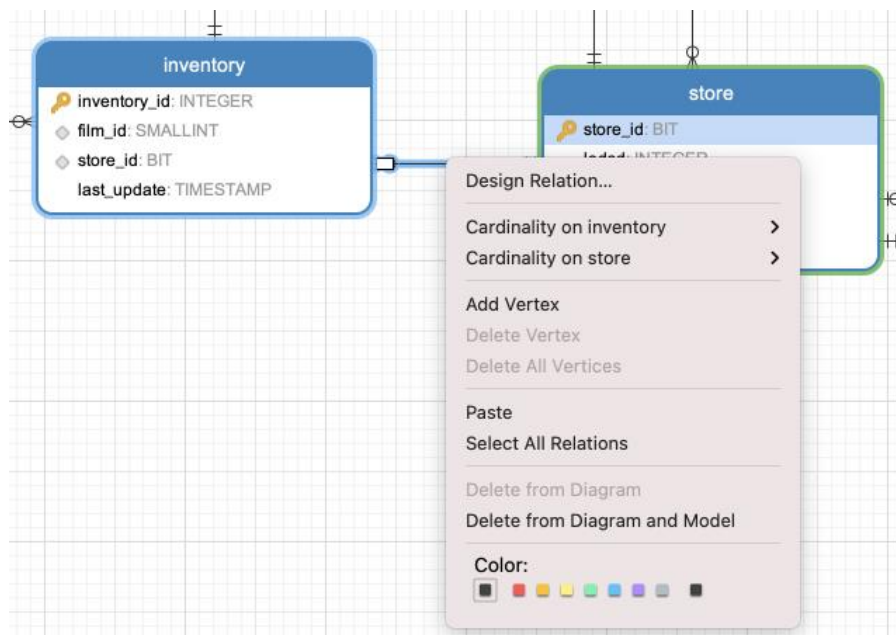 inventory
inventory_id: INTEGER
film_id: SMALLINT
store_id: BIT
last_update: TIMESTAMP
store
store_id: BIT
Design Relation...
Cardinality on inventory
Cardinality on store
Add Vertex
Delete Vertex
Delete All Vertices
Paste
Select All Relations
Delete from Diagram
Delete from Diagram and Model
Color: